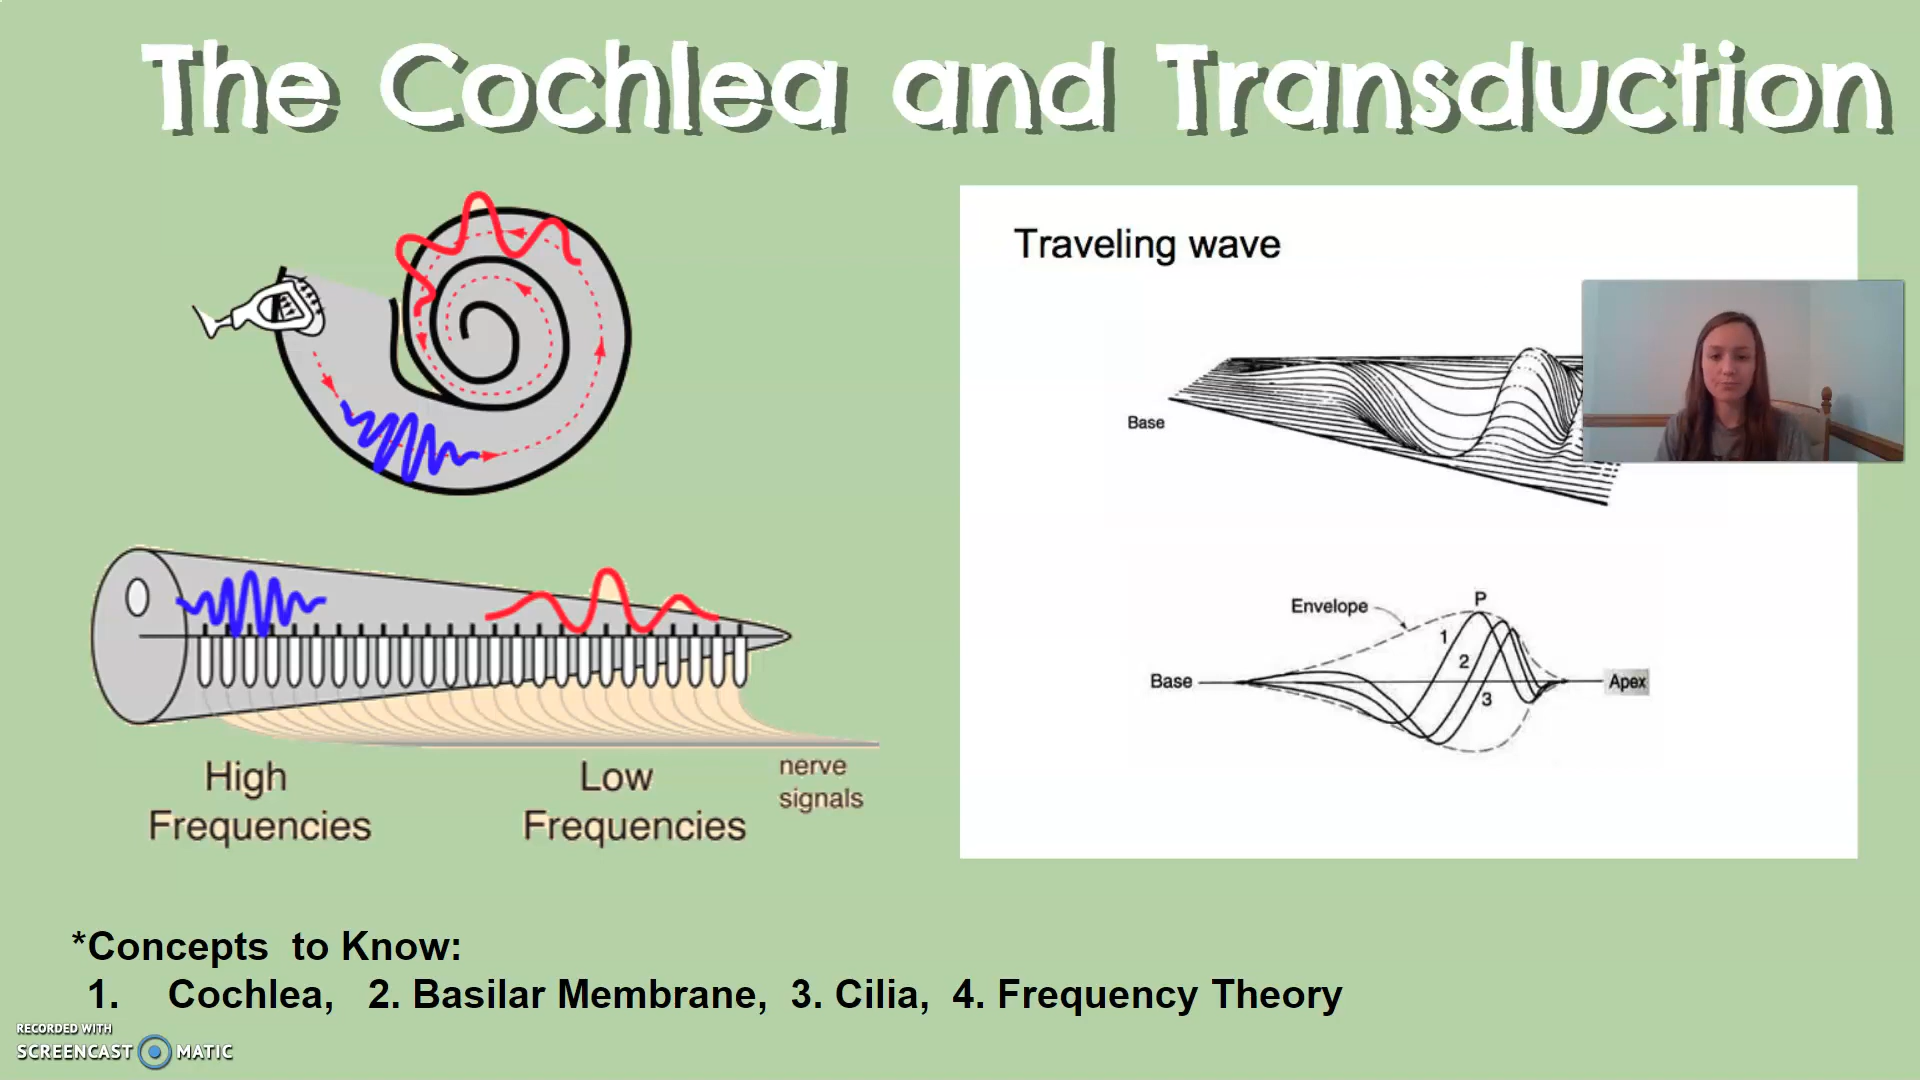 The Cochlea and Transduction
Traveling wave
Base
Envelope
P
1
2
3
Base
Apex
High
Frequencies
Low
Frequencies
nerve
signals
*Concepts to Know:
1. Cochlea, 2. Basilar Membrane, 3. Cilia, 4. Frequency Theory
RECORDED WITH
SCREENCAST MATIC